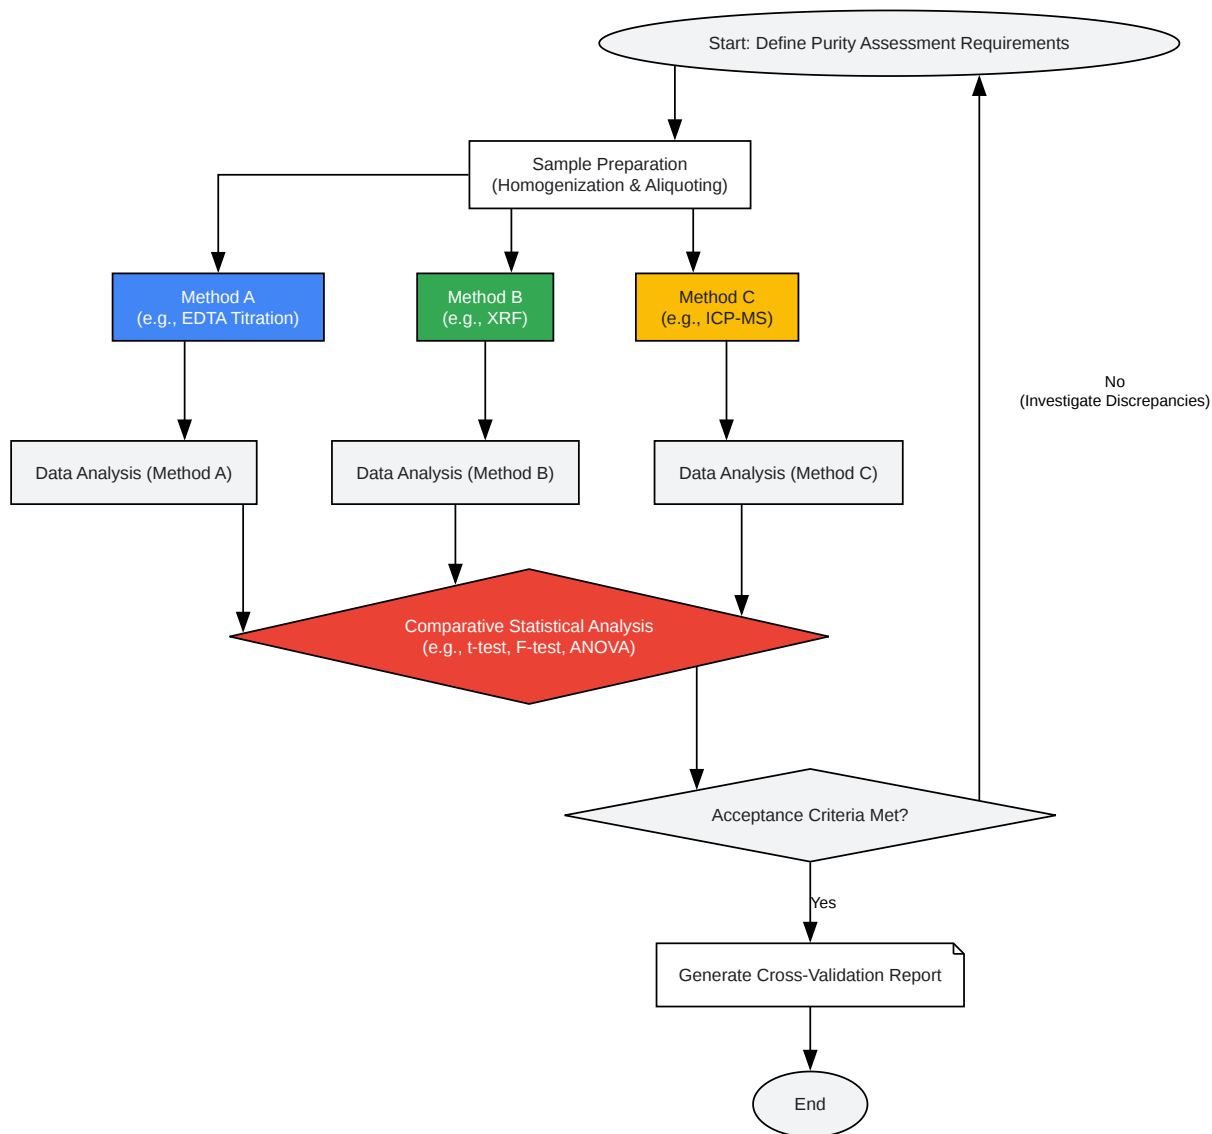 Start: Define Purity Assessment Requirements
Sample Preparation
(Homogenization & Aliquoting)
Method A
(e.g., EDTA Titration)
Method B
(e.g., XRF)
Method C
(e.g., ICP-MS)
No
(Investigate Discrepancies)
Data Analysis (Method A)
Data Analysis (Method B)
Data Analysis (Method C)
Comparative Statistical Analysis
(e.g., t-test, F-test, ANOVA)
Acceptance Criteria Met?
Yes
Generate Cross-Validation Report
End